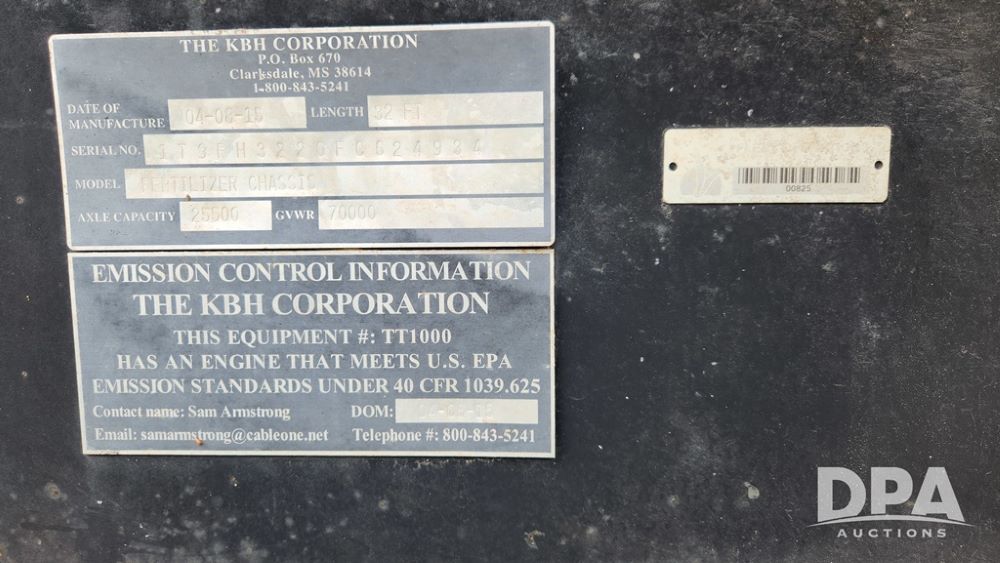 THE KBH CORPORATION
P.O. Box 670
Clarksdale, MS 38614
1-800-843-5241
DATE OF MANUFACTURE 04-06-15 LENGTH 32 FT
SERIAL NO.
MODEL FERTILIZER CHASSIS
AXLE CAPACITY 25500 GVWR 70000
EMISSION CONTROL INFORMATION
THE KBH CORPORATION
THIS EQUIPMENT #: TT1000
HAS AN ENGINE THAT MEETS U.S. EPA
EMISSION STANDARDS UNDER 40 CFR 1039.625
Contact name: Sam Armstrong DOM:
Email: samarmstrong@cableone.net Telephone #: 800-843-5241
00825
DPA
AUCTIONS